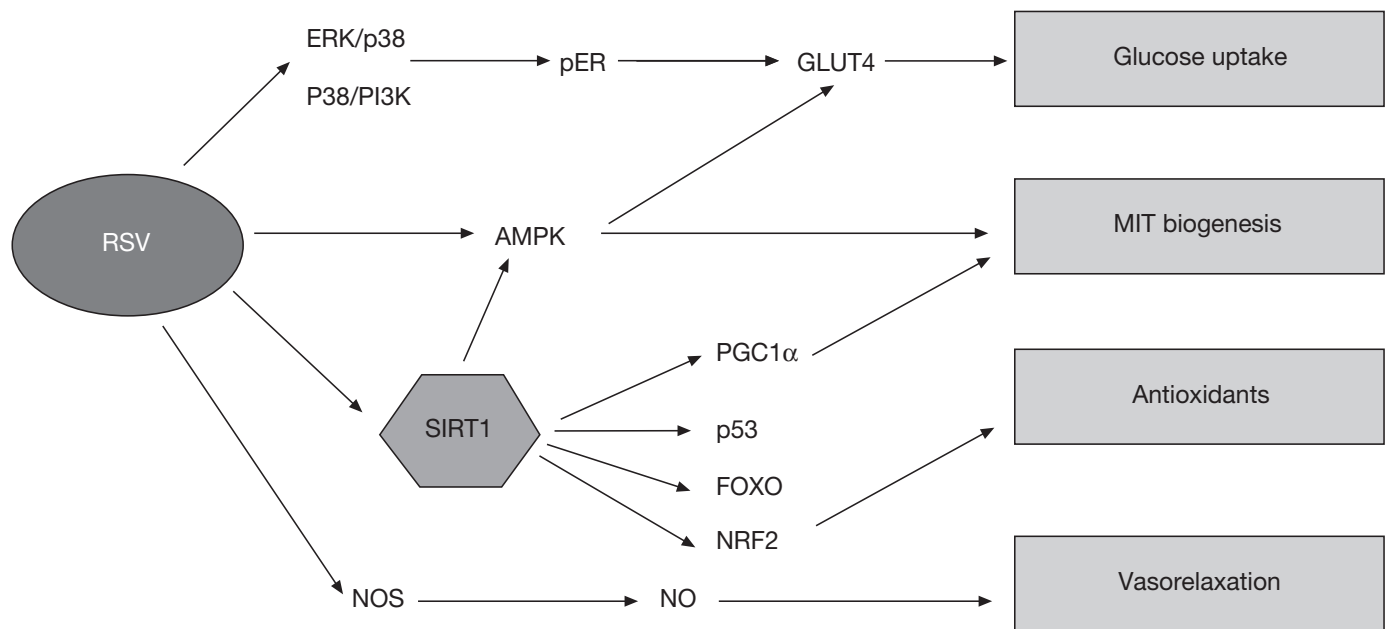 ERK/p38
P38/PI3K
pER
GLUT4
Glucose uptake
RSV
AMPK
MIT biogenesis
PGC1α
SIRT1
p53
FOXO
NRF2
Antioxidants
NOS
NO
Vasorelaxation